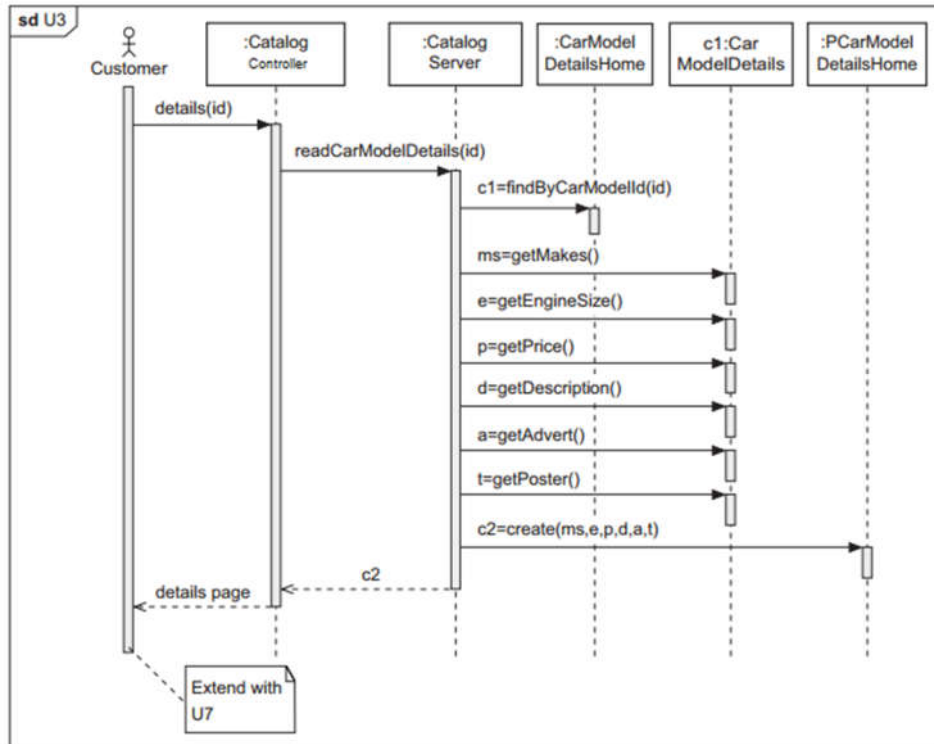 sd U3
Customer
:Catalog
Controller
:Catalog
Server
:CarModel
DetailsHome
c1:Car
ModelDetails
:PCarModel
DetailsHome
details(id)
readCarModelDetails(id)
c1=findByCarModelId(id)
ms=getMakes()
e=getEngineSize()
p=getPrice()
d=getDescription()
a=getAdvert()
t=getPoster()
c2=create(ms,e,p,d,a,t)
c2
details page
Extend with
U7